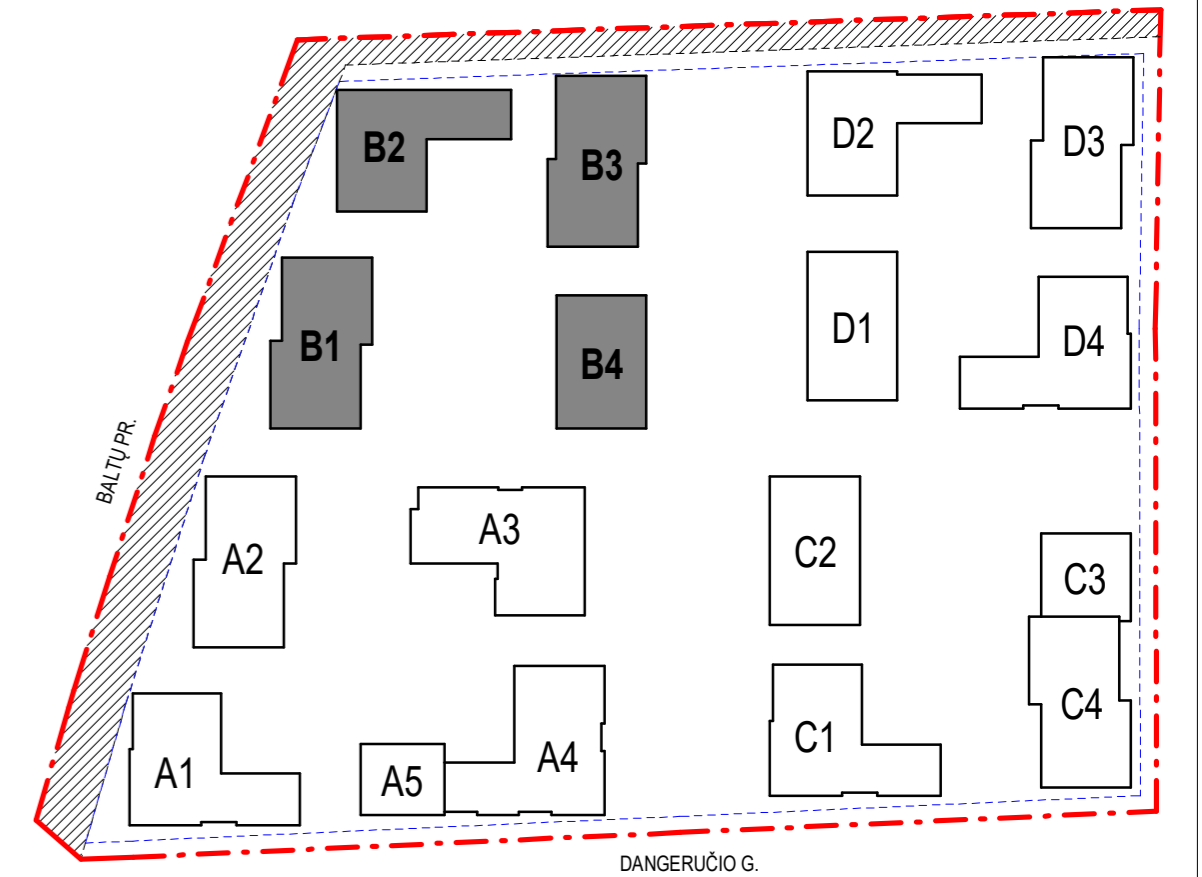 B2
B3
D2
D3
B1
B4
D1
D4
BALTŲ PR.
A2
A3
C2
C3
A1
A5
A4
C1
C4
DANGERUČIO G.